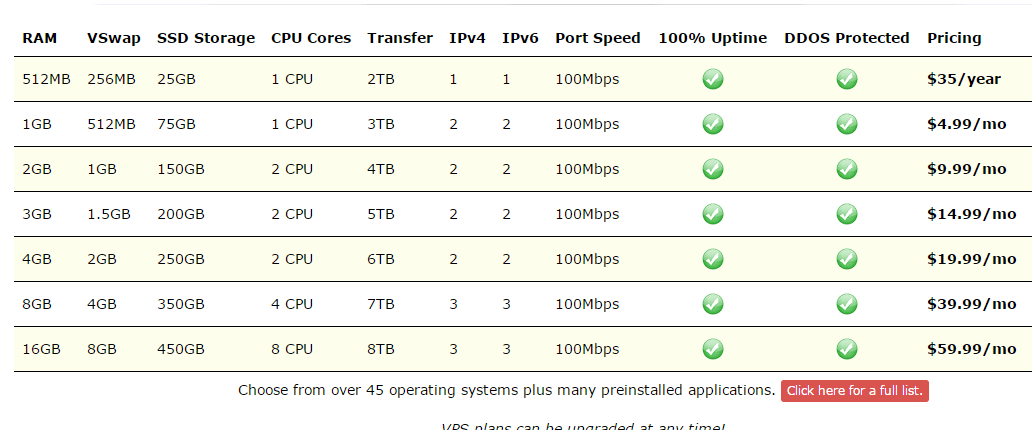 RAM VSwap SSD Storage CPU Cores Transfer IPv4 IPv6 Port Speed 100% Uptime DDOS Protected Pricing
512MB 256MB 25GB 1 CPU 2TB 1 1 100Mbps $35/year
1GB 512MB 75GB 1 CPU 3TB 2 2 100Mbps $4.99/mo
2GB 1GB 150GB 2 CPU 4TB 2 2 100Mbps $9.99/mo
3GB 1.5GB 200GB 2 CPU 5TB 2 2 100Mbps $14.99/mo
4GB 2GB 250GB 2 CPU 6TB 2 2 100Mbps $19.99/mo
8GB 4GB 350GB 4 CPU 7TB 3 3 100Mbps $39.99/mo
16GB 8GB 450GB 8 CPU 8TB 3 3 100Mbps $59.99/mo
Choose from over 45 operating systems plus many preinstalled applications. Click here for a full list.
VPS plans can be upgraded at any time!